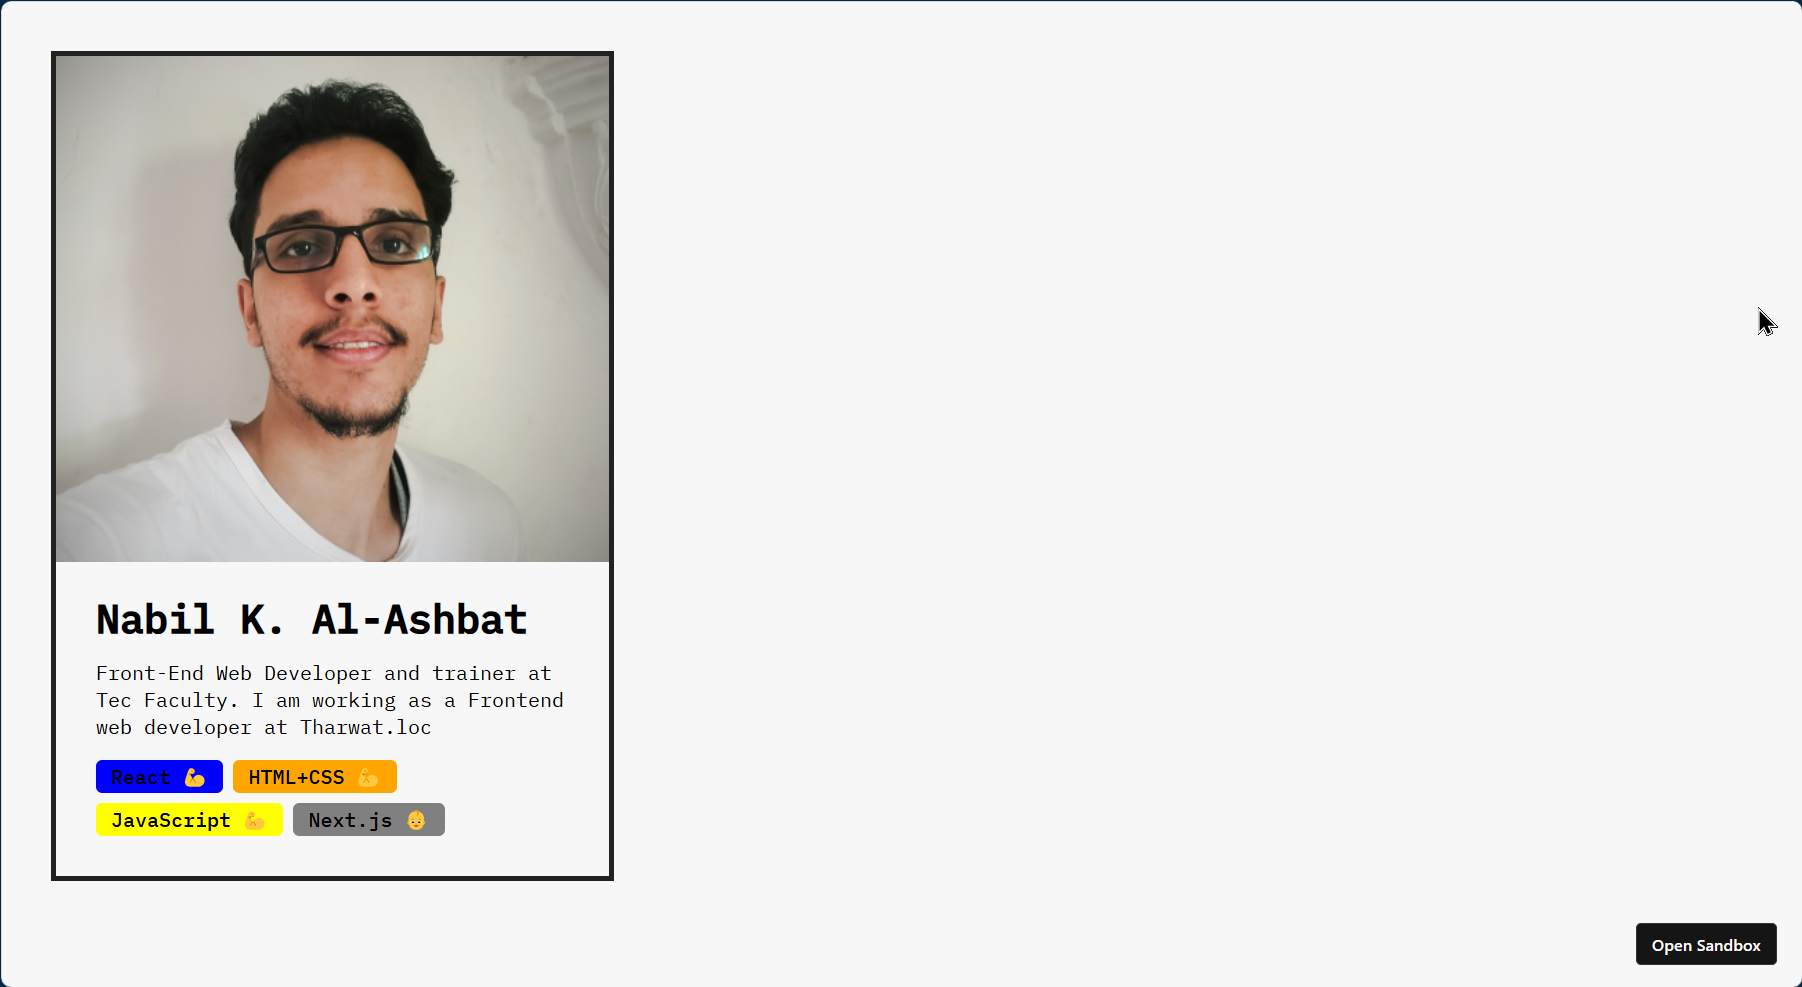 Nabil K. Al-Ashbat
Front-End Web Developer and trainer at
Tec Faculty. I am working as a Frontend
web developer at Tharwat.loc
React 💪 HTML+CSS 💪
JavaScript 💪 Next.js 👶
Open Sandbox